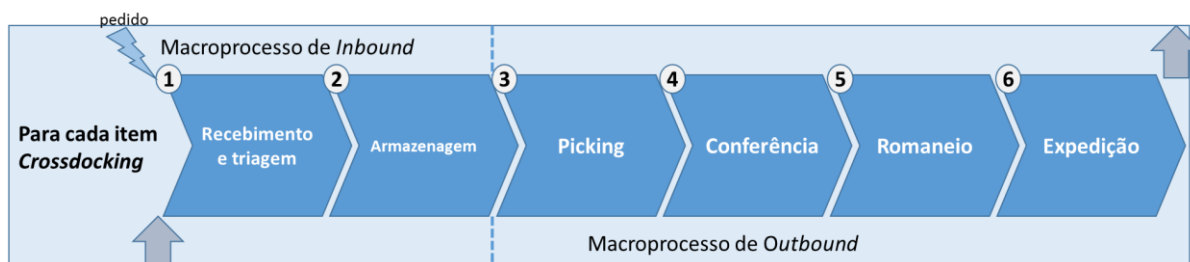 pedido
Macroprocesso de Inbound
1
2
3
4
5
6
Para cada item
Crossdocking
Recebimento
e triagem
Armazenagem
Picking
Conferência
Romaneio
Expedição
Macroprocesso de Outbound